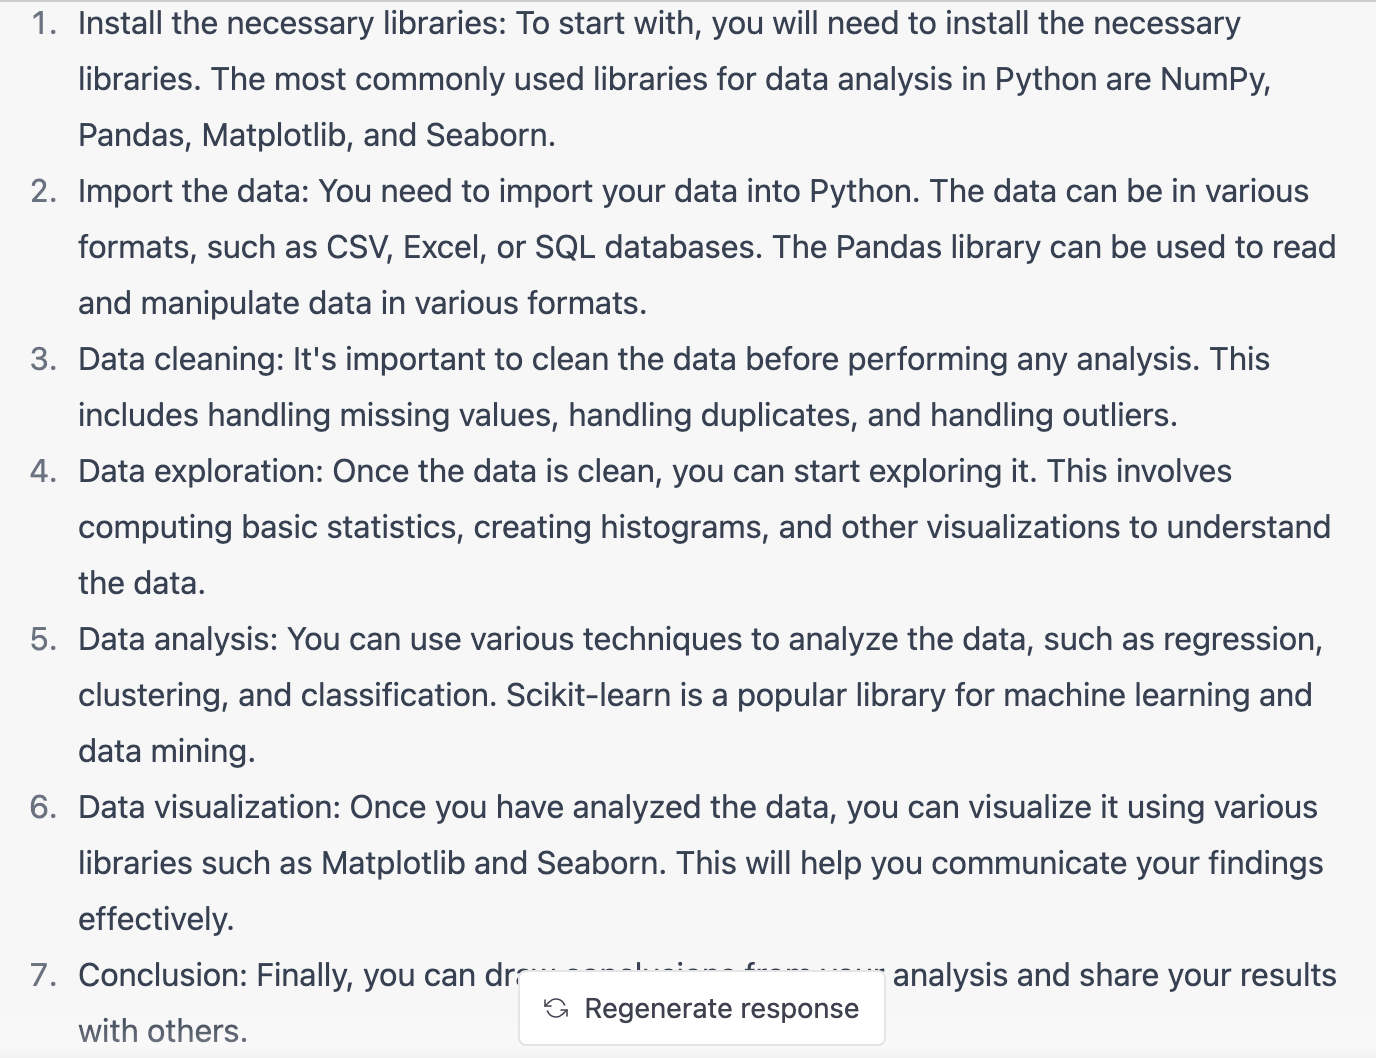 1. Install the necessary libraries: To start with, you will need to install the necessary
libraries. The most commonly used libraries for data analysis in Python are NumPy,
Pandas, Matplotlib, and Seaborn.
2. Import the data: You need to import your data into Python. The data can be in various
formats, such as CSV, Excel, or SQL databases. The Pandas library can be used to read
and manipulate data in various formats.
3. Data cleaning: It's important to clean the data before performing any analysis. This
includes handling missing values, handling duplicates, and handling outliers.
4. Data exploration: Once the data is clean, you can start exploring it. This involves
computing basic statistics, creating histograms, and other visualizations to understand
the data.
5. Data analysis: You can use various techniques to analyze the data, such as regression,
clustering, and classification. Scikit-learn is a popular library for machine learning and
data mining.
6. Data visualization: Once you have analyzed the data, you can visualize it using various
libraries such as Matplotlib and Seaborn. This will help you communicate your findings
effectively.
7. Conclusion: Finally, you can analysis and share your results
with others.
Regenerate response